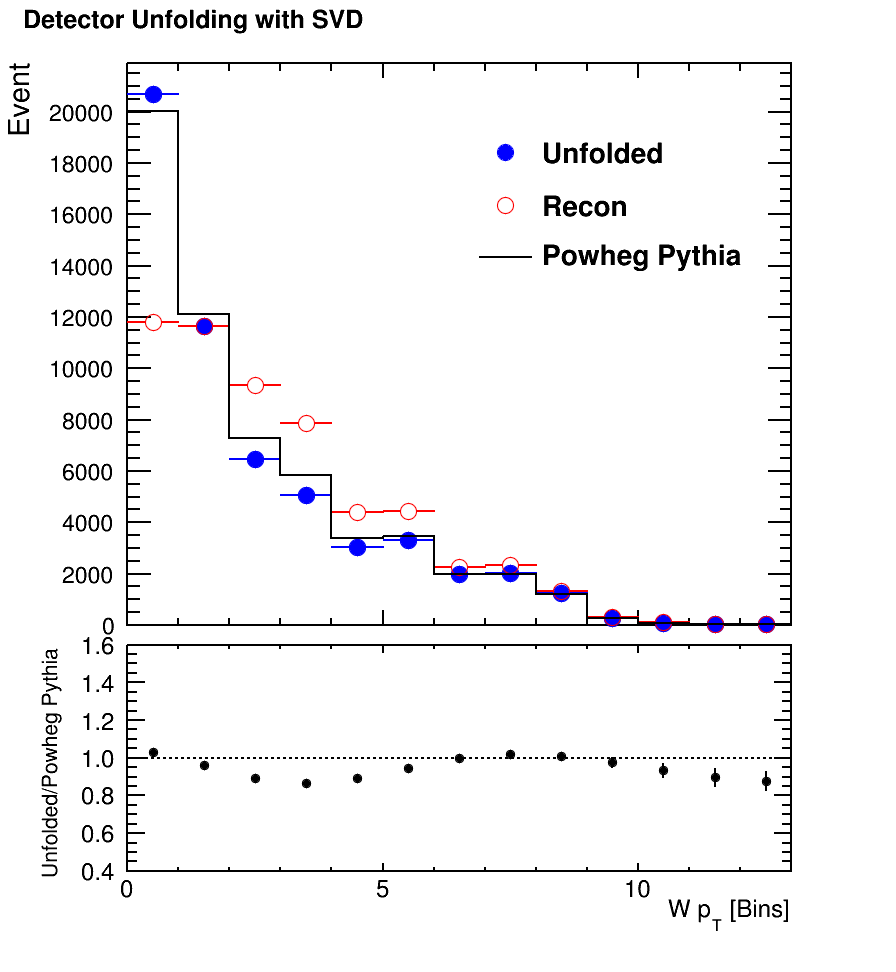 Detector Unfolding with SVD
Event
20000
18000
16000
14000
12000
10000
8000
6000
4000
2000
0
Unfolded
Recon
Powheg Pythia
Unfolded/Powheg Pythia
1.6
1.4
1.2
1.0
0.8
0.6
0.4
0 5 10
W pT [Bins]